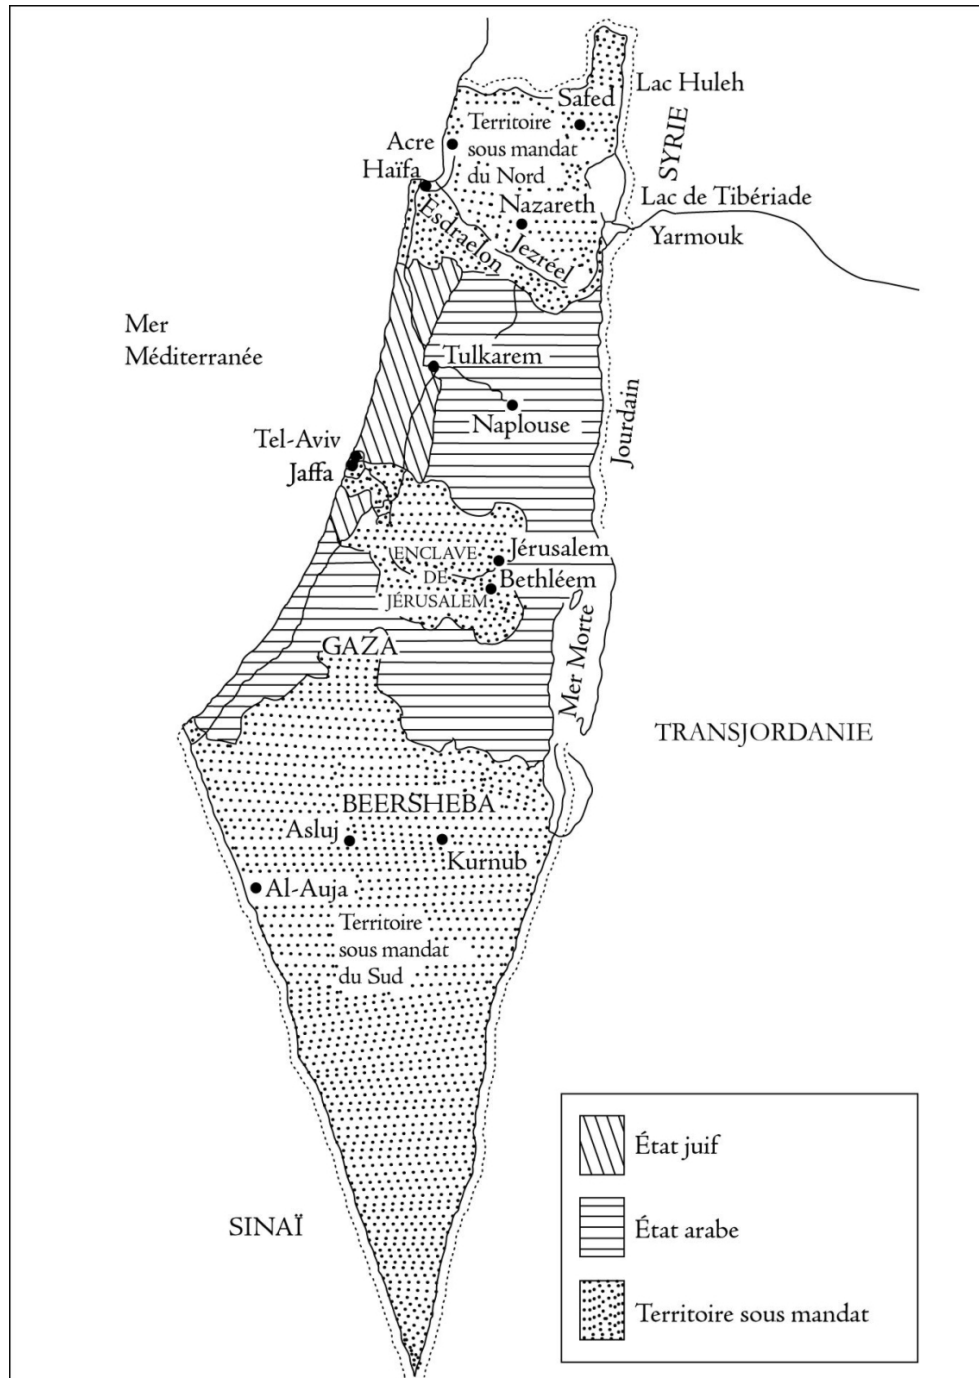 Lac Huleh
Safed
SYRIE
Territoire
sous mandat
du Nord
Acre
Haïfa
Lac de Tibériade
Nazareth
Esdraelon
Jezréel
Yarmouk
Mer
Méditerranée
Tulkarem
Naplouse
Jourdain
Tel-Aviv
Jaffa
Jérusalem
ENCLAVE
DE
JÉRUSALEM
Bethléem
GAZA
Mer Morte
TRANSJORDANIE
BEERSHEBA
Asluj
Kurnub
Al-Auja
Territoire
sous mandat
du Sud
SINAÏ
État juif
État arabe
Territoire sous mandat